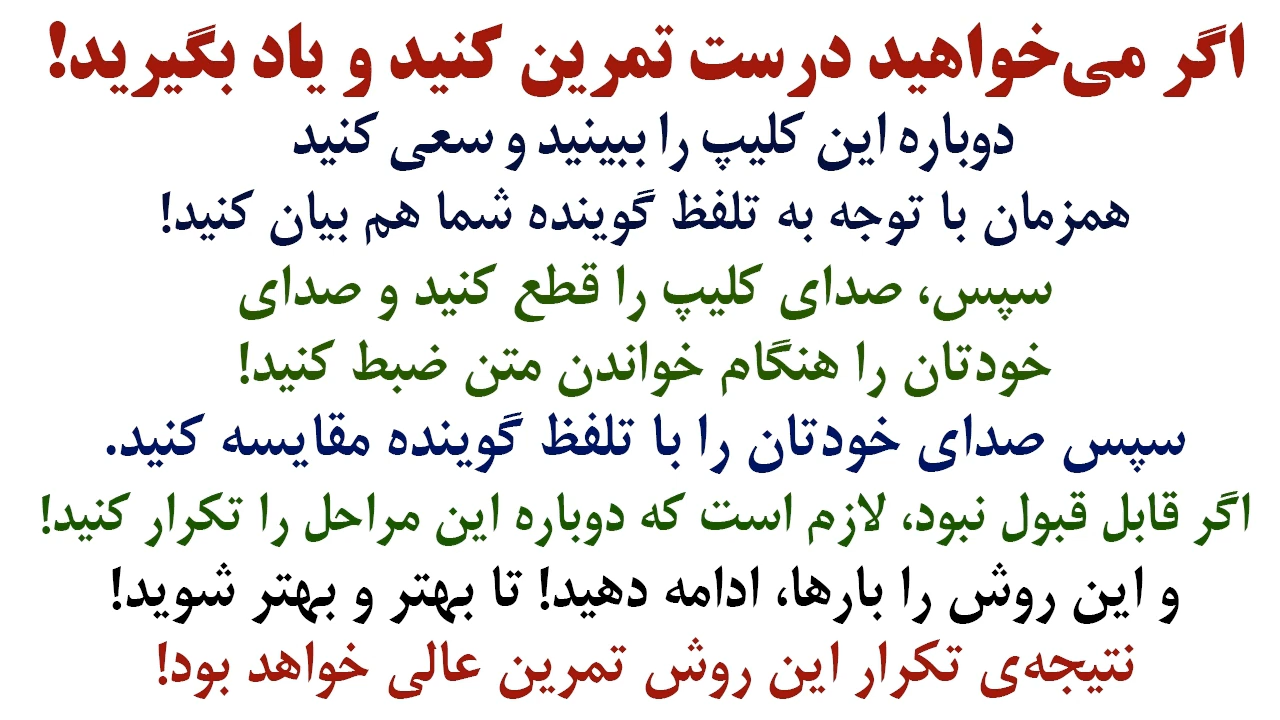 اگر می‌خواهید درست تمرین کنید و یاد بگیرید!
دوباره این کلیپ را ببینید و سعی کنید
همزمان با توجه به تلفظ گوینده شما هم بیان کنید!
سپس، صدای کلیپ را قطع کنید و صدای
خودتان را هنگام خواندن متن ضبط کنید!
سپس صدای خودتان را با تلفظ گوینده مقایسه کنید.
اگر قابل قبول نبود، لازم است که دوباره این مراحل را تکرار کنید!
و این روش را بارها، ادامه دهید! تا بهتر و بهتر شوید!
نتیجه‌ی تکرار این روش تمرین عالی خواهد بود!